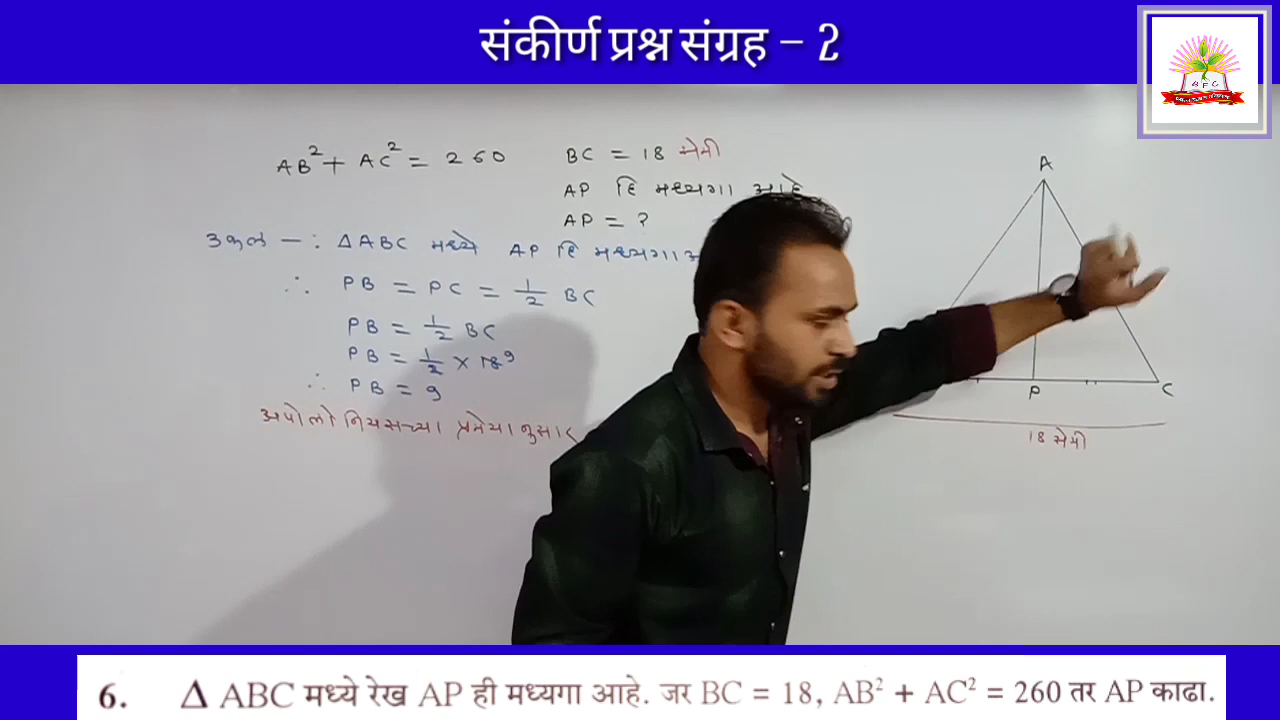 संकीर्ण प्रश्न संग्रह - 2
B F C
AB² + AC² = 260
BC = 18 सेमी
AP हि मध्यगा आहे
AP = ?
उकल -: ΔABC मध्ये AP हि मध्यगा
∴ PB = PC = 1/2 BC
PB = 1/2 BC
PB = 1/2 × 18 9
∴ PB = 9
अपोलोनियसच्या प्रमेयानुसार
A
P
C
18 सेमी
6. Δ ABC मध्ये रेख AP ही मध्यगा आहे. जर BC = 18, AB² + AC² = 260 तर AP काढा.